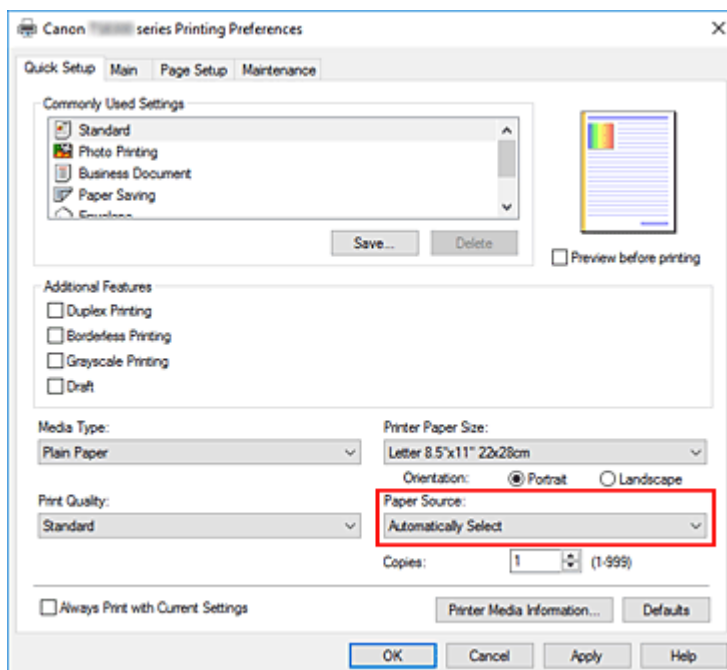 Canon series Printing Preferences
Quick Setup Main Page Setup Maintenance
Commonly Used Settings
Standard
Photo Printing
Business Document
Paper Saving
Envelope
Save... Delete
Preview before printing
Additional Features
Duplex Printing
Borderless Printing
Grayscale Printing
Draft
Media Type: Printer Paper Size:
Plain Paper Letter 8.5"x11" 22x28cm
Orientation: Portrait Landscape
Print Quality: Paper Source:
Standard Automatically Select
Copies: 1 (1-999)
Always Print with Current Settings Printer Media Information... Defaults
OK Cancel Apply Help